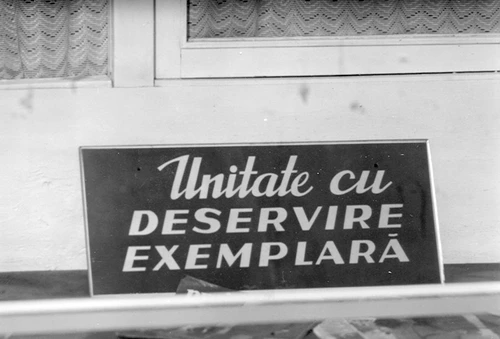 Unitate cu
DESERVIRE
EXEMPLARĂ